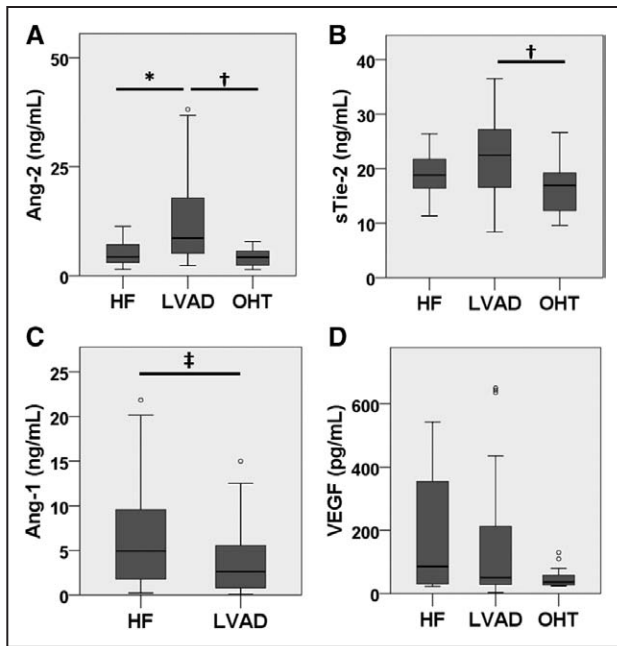 A
Ang-2 (ng/mL)
50
25
0
*
†
HF LVAD OHT
B
sTie-2 (ng/mL)
40
30
20
10
0
†
HF LVAD OHT
C
Ang-1 (ng/mL)
25
20
15
10
5
0
‡
HF LVAD
D
VEGF (pg/mL)
600
400
200
0
HF LVAD OHT